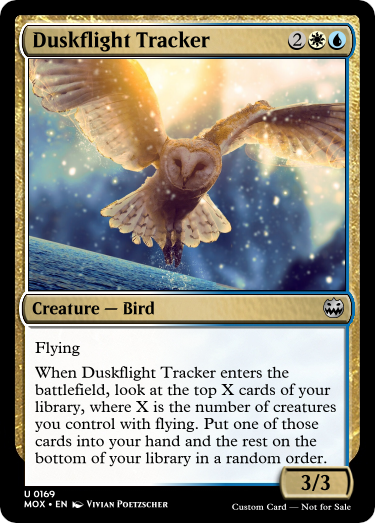 Duskflight Tracker 2
Creature — Bird
Flying
When Duskflight Tracker enters the
battlefield, look at the top X cards of your
library, where X is the number of creatures
you control with flying. Put one of those
cards into your hand and the rest on the
bottom of your library in a random order.
3/3
U 0169
MOX • EN VIVIAN POETSCHER
Custom Card — Not for Sale